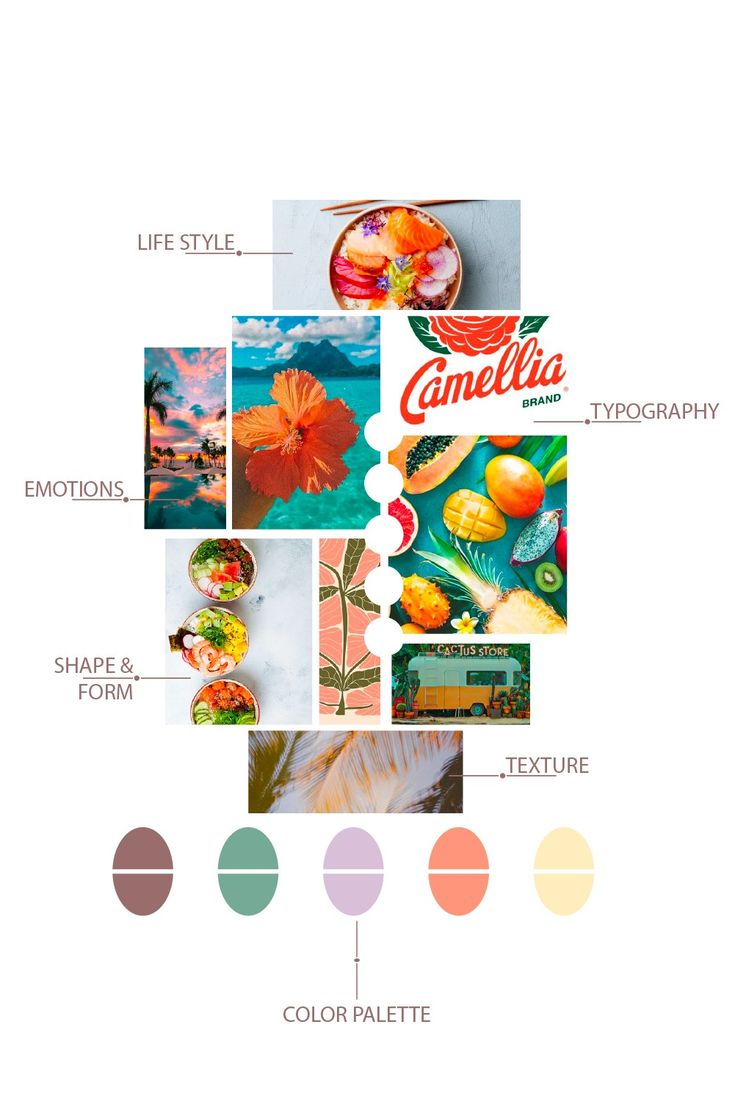 LIFE STYLE
Camellia
®
BRAND
TYPOGRAPHY
EMOTIONS
CACTUS STORE
SHAPE &
FORM
TEXTURE
COLOR PALETTE